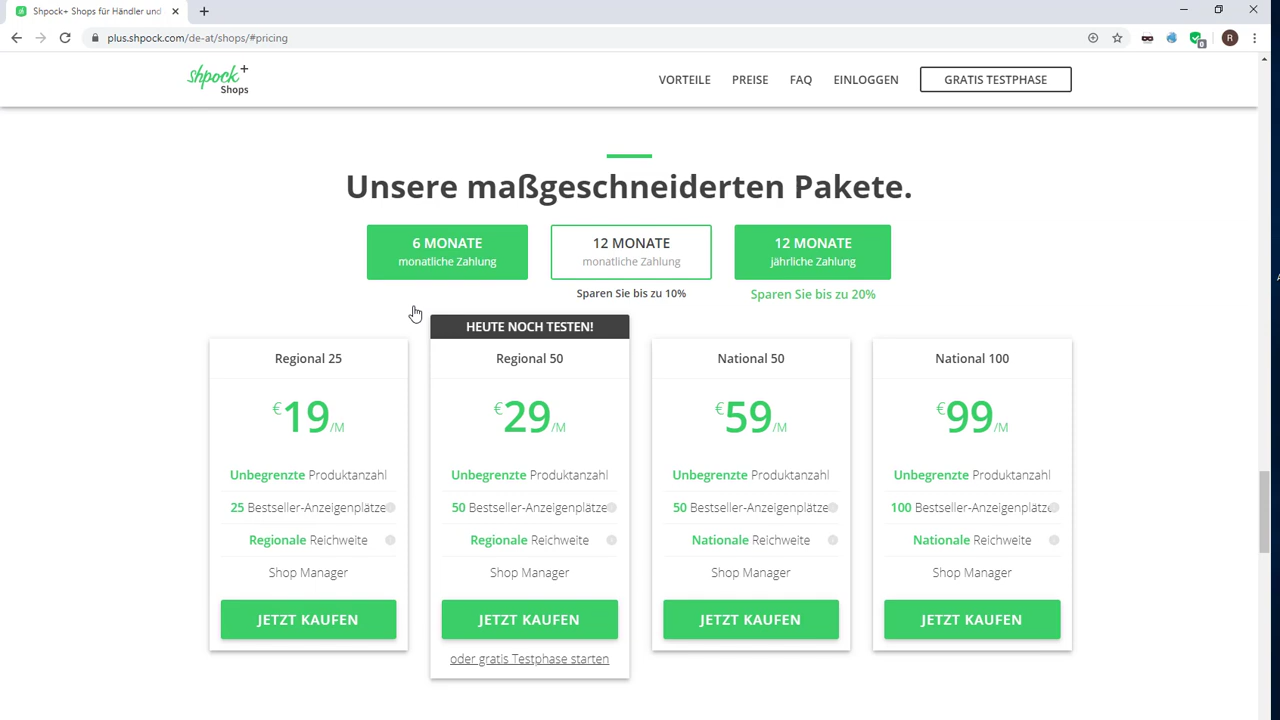 Shpock+ Shops für Händler und
plus.shpock.com/de-at/shops/#pricing
0
R
shpock+
Shops
VORTEILE PREISE FAQ EINLOGGEN GRATIS TESTPHASE
Unsere maßgeschneiderten Pakete.
6 MONATE
monatliche Zahlung
12 MONATE
monatliche Zahlung
Sparen Sie bis zu 10%
12 MONATE
jährliche Zahlung
Sparen Sie bis zu 20%
Regional 25
€19/M
Unbegrenzte Produktanzahl
25 Bestseller-Anzeigenplätze
Regionale Reichweite
Shop Manager
JETZT KAUFEN
HEUTE NOCH TESTEN!
Regional 50
€29/M
Unbegrenzte Produktanzahl
50 Bestseller-Anzeigenplätze
Regionale Reichweite
Shop Manager
JETZT KAUFEN
oder gratis Testphase starten
National 50
€59/M
Unbegrenzte Produktanzahl
50 Bestseller-Anzeigenplätze
Nationale Reichweite
Shop Manager
JETZT KAUFEN
National 100
€99/M
Unbegrenzte Produktanzahl
100 Bestseller-Anzeigenplätze
Nationale Reichweite
Shop Manager
JETZT KAUFEN